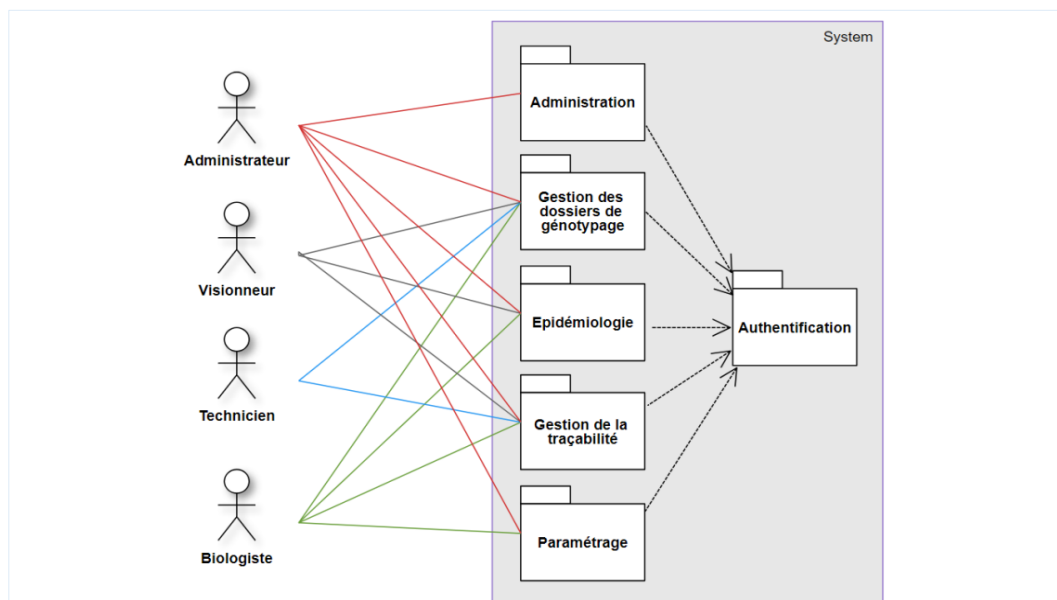 System
Administration
Administrateur
Gestion des
dossiers de
génotypage
Visionneur
Epidémiologie
Authentification
Technicien
Gestion de la
traçabilité
Paramétrage
Biologiste